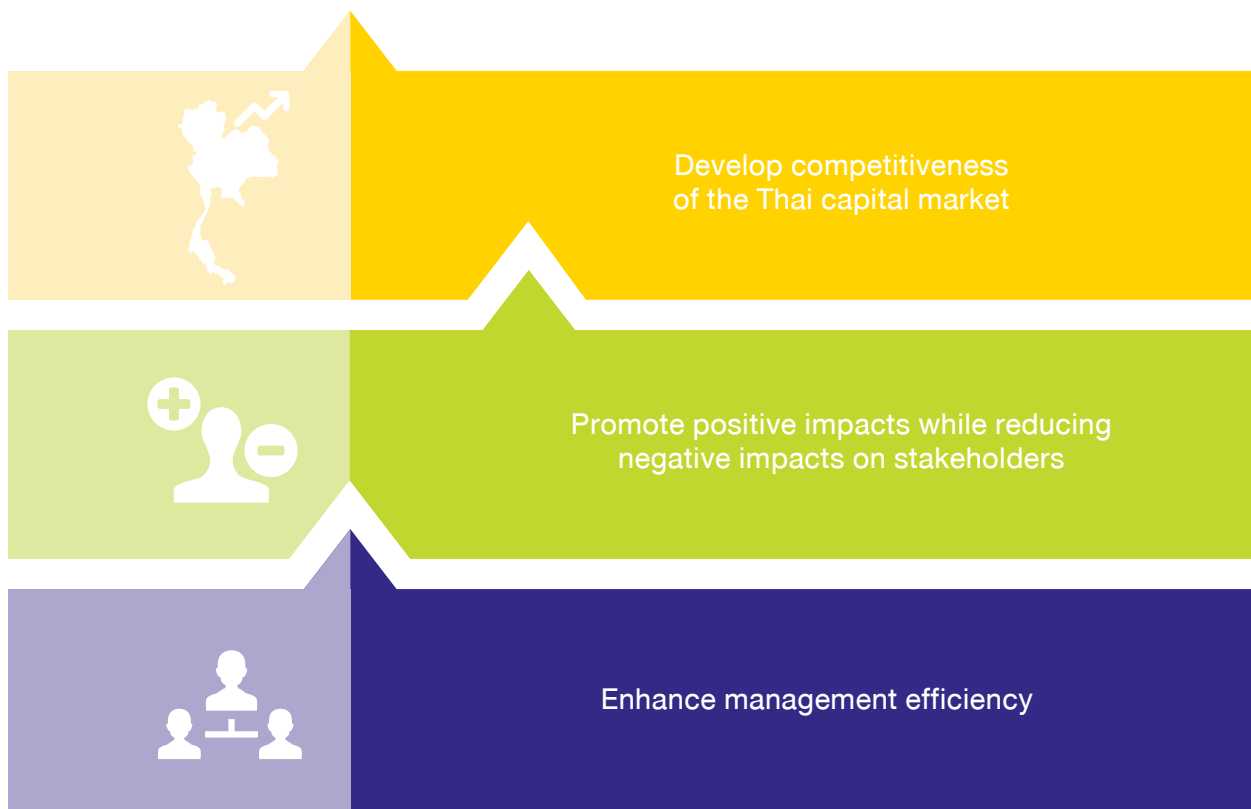 Develop competitiveness
of the Thai capital market
Promote positive impacts while reducing
negative impacts on stakeholders
Enhance management efficiency